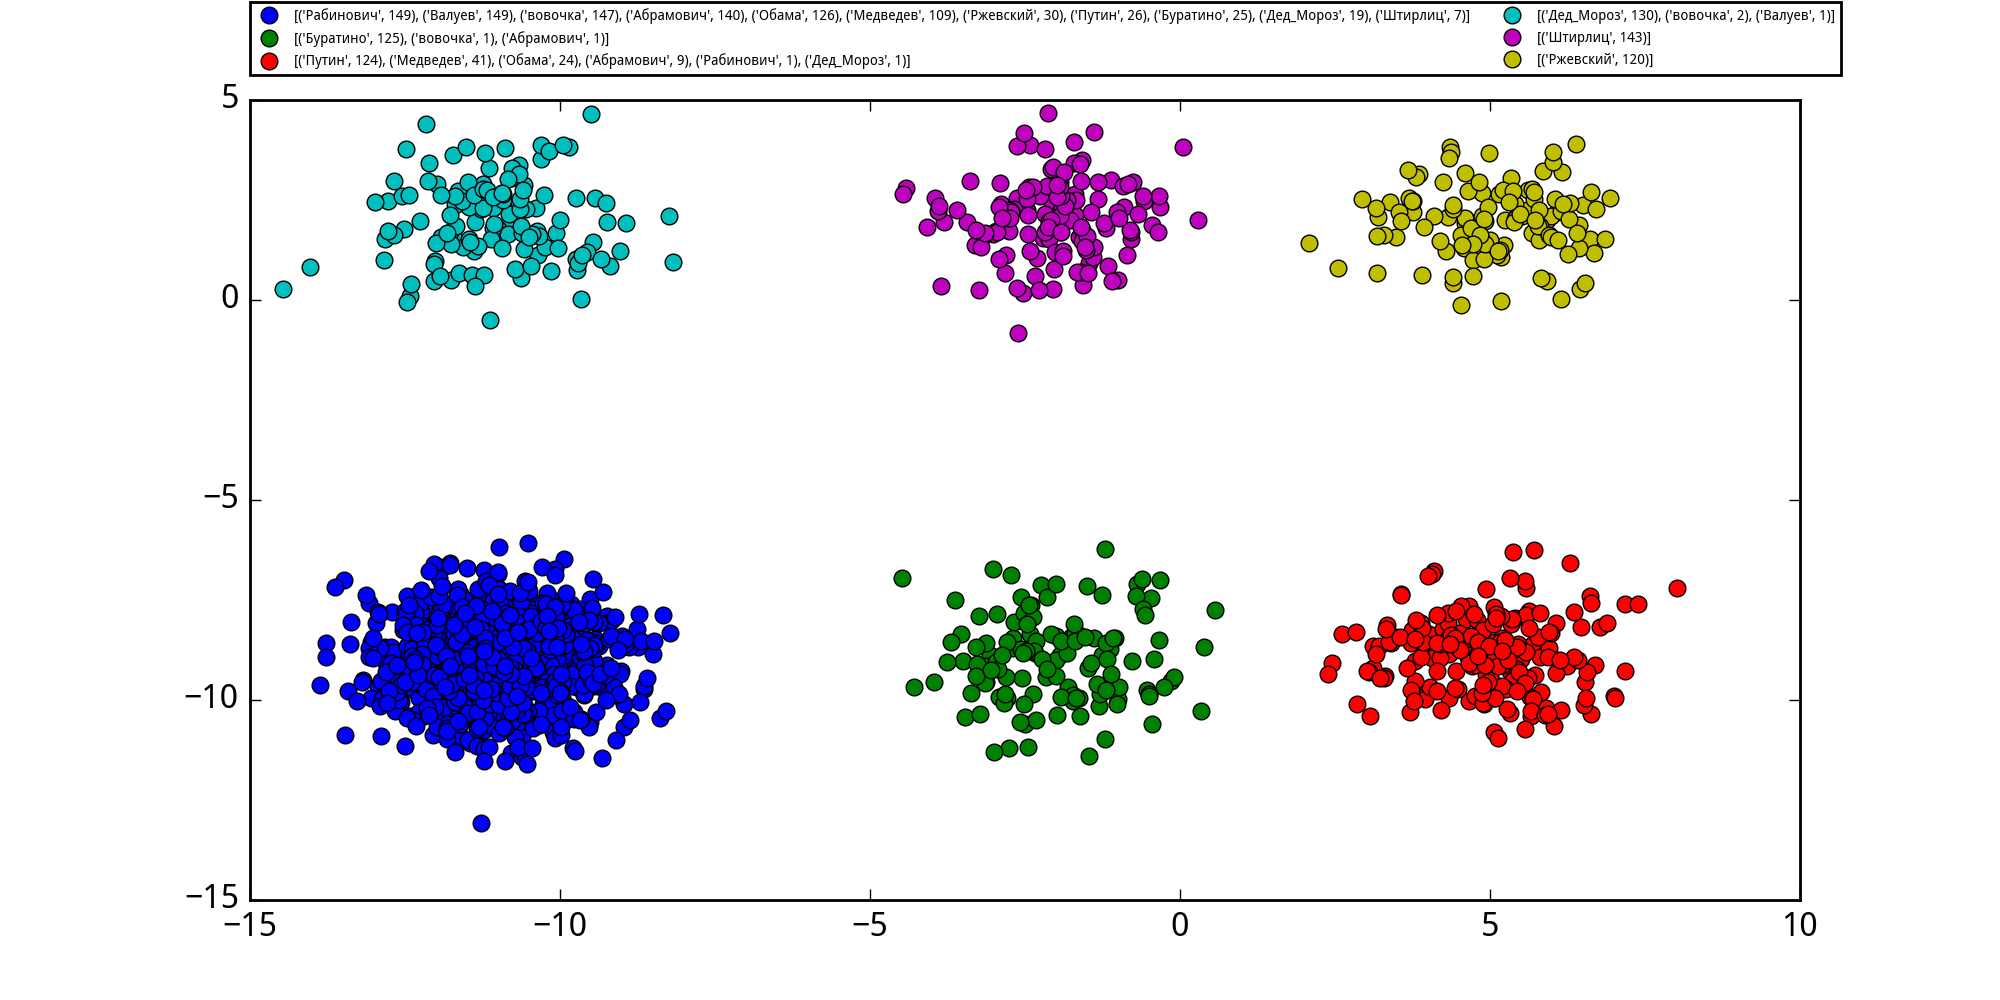 [('Рабинович', 149), ('Валуев', 149), ('вовочка', 147), ('Абрамович', 140), ('Обама', 126), ('Медведев', 109), ('Ржевский', 30), ('Путин', 26), ('Буратино', 25), ('Дед_Мороз', 19), ('Штирлиц', 7)]
[('Буратино', 125), ('вовочка', 1), ('Абрамович', 1)]
[('Путин', 124), ('Медведев', 41), ('Обама', 24), ('Абрамович', 9), ('Рабинович', 1), ('Дед_Мороз', 1)]
[('Дед_Мороз', 130), ('вовочка', 2), ('Валуев', 1)]
[('Штирлиц', 143)]
[('Ржевский', 120)]
5
0
−5
−10
−15
−15 −10 −5 0 5 10